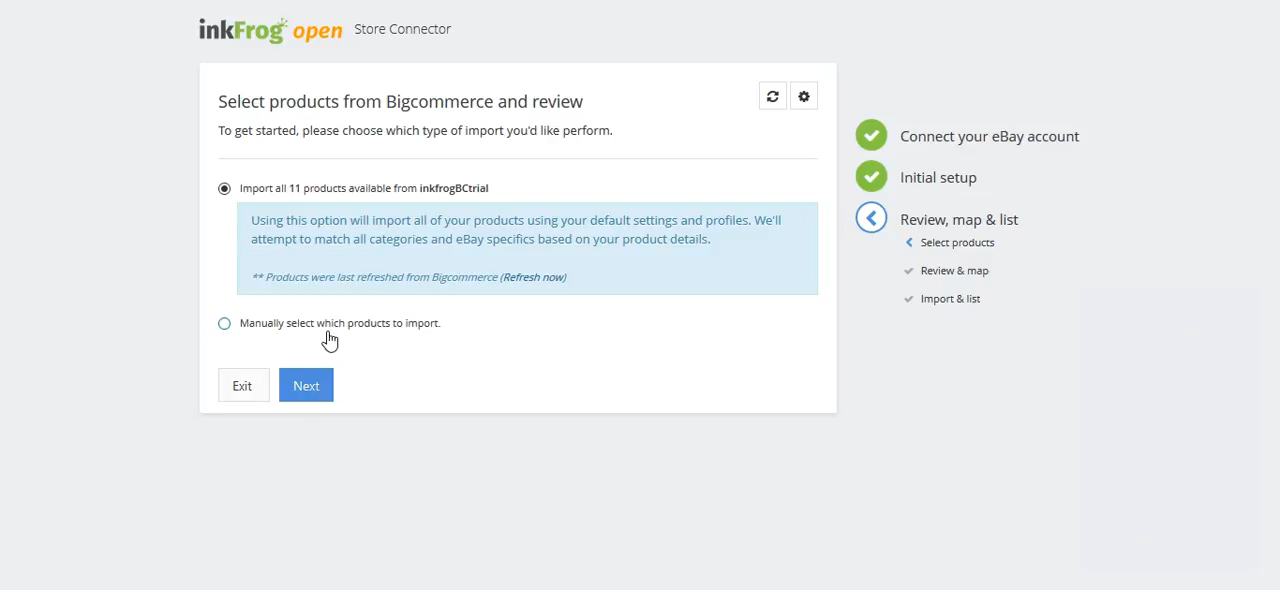 inkFrog open Store Connector
Select products from Bigcommerce and review
To get started, please choose which type of import you'd like perform.
Import all 11 products available from inkfrogBCtrial
Using this option will import all of your products using your default settings and profiles. We'll
attempt to match all categories and eBay specifics based on your product details.
** Products were last refreshed from Bigcommerce (Refresh now)
Manually select which products to import.
Exit
Next
Connect your eBay account
Initial setup
Review, map & list
Select products
Review & map
Import & list